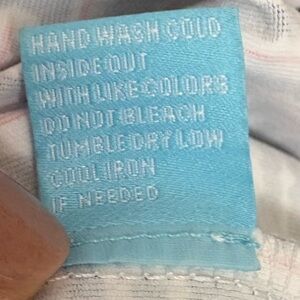 HAND WASH COLD
INSIDE OUT
WITH LIKE COLORS
DO NOT BLEACH
TUMBLE DRY LOW
COOL IRON
IF NEEDED